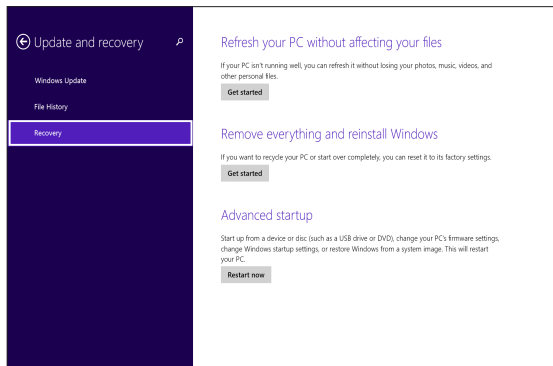 Update and recovery
Windows Update
File History
Recovery
Refresh your PC without affecting your files
If your PC isn't running well, you can refresh it without losing your photos, music, videos, and
other personal files.
Get started
Remove everything and reinstall Windows
If you want to recycle your PC or start over completely, you can reset it to its factory settings.
Get started
Advanced startup
Start up from a device or disc (such as a USB drive or DVD), change your PC's firmware settings,
change Windows startup settings, or restore Windows from a system image. This will restart
your PC.
Restart now